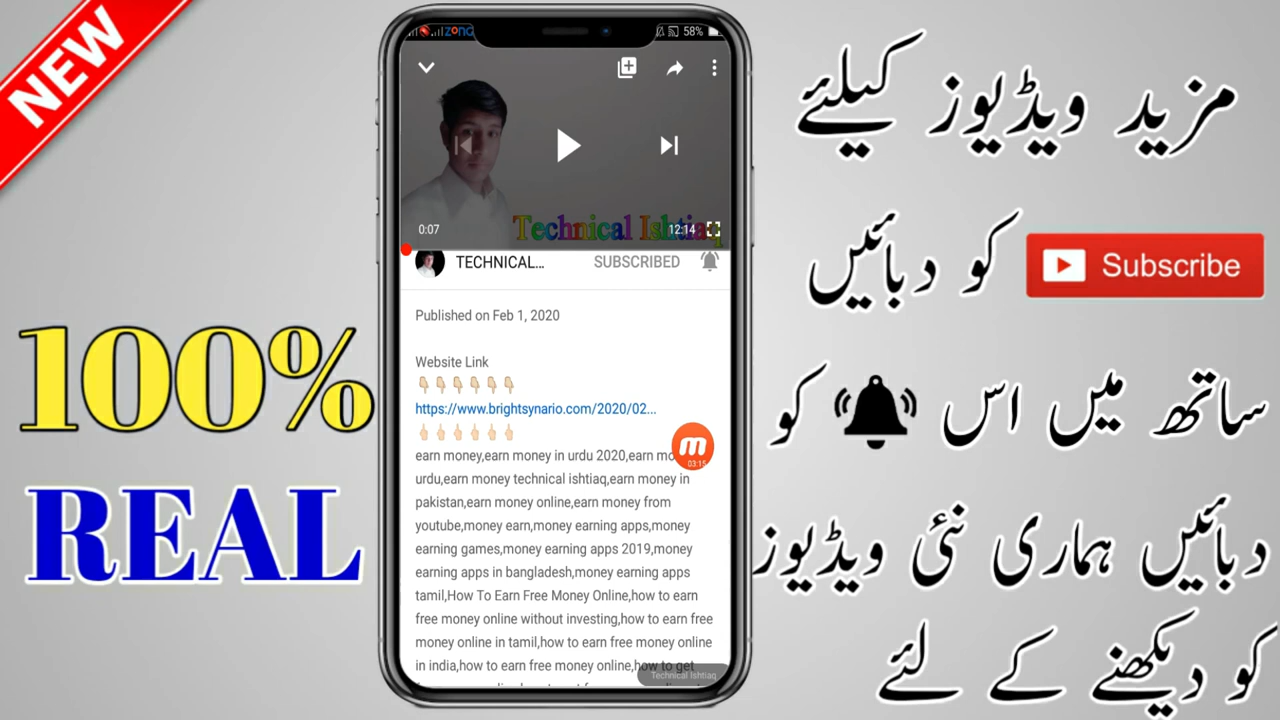 NEW
100%
REAL
zong
58%
Technical Ishtiaq
0:07
12:14
TECHNICAL...
SUBSCRIBED
Published on Feb 1, 2020
Website Link
https://www.brightsynario.com/2020/02...
earn money,earn money in urdu 2020,earn mo
urdu,earn money technical ishtiaq,earn money in
pakistan,earn money online,earn money from
youtube,money earn,money earning apps,money
earning games,money earning apps 2019,money
earning apps in bangladesh,money earning apps
tamil,How To Earn Free Money Online,how to earn
free money online without investing,how to earn free
money online in tamil,how to earn free money online
in india,how to earn free money online,how to get
m
03:15
Technical Ishtiaq
مزید ویڈیوز کیلئے
Subscribe کو دبائیں
ساتھ میں اس کو
دبائیں ہماری نئی ویڈیوز
کو دیکھنے کے لئے